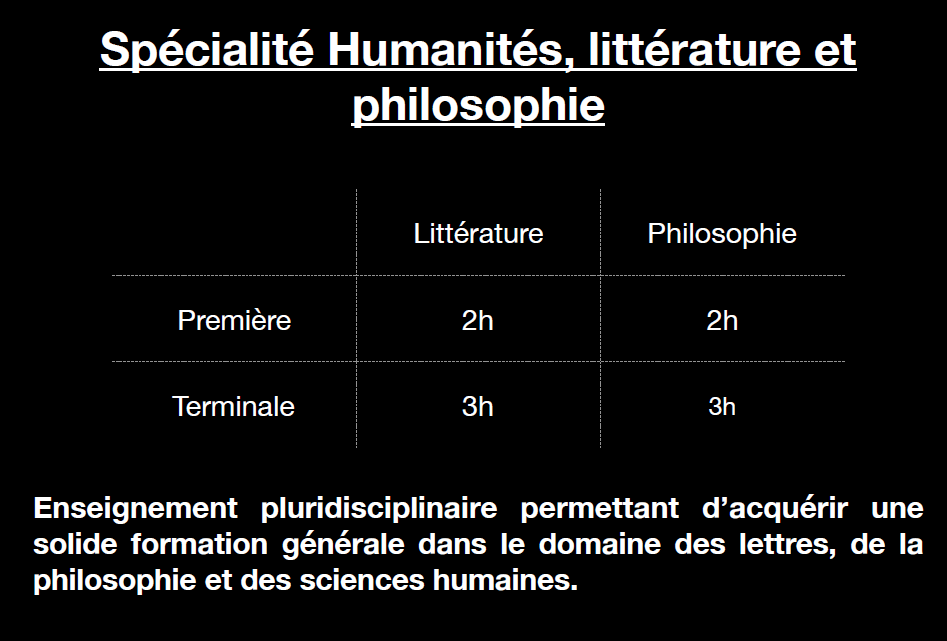 Spécialité Humanités, littérature et
philosophie
Littérature Philosophie
Première 2h 2h
Terminale 3h 3h
Enseignement pluridisciplinaire permettant d’acquérir une
solide formation générale dans le domaine des lettres, de la
philosophie et des sciences humaines.